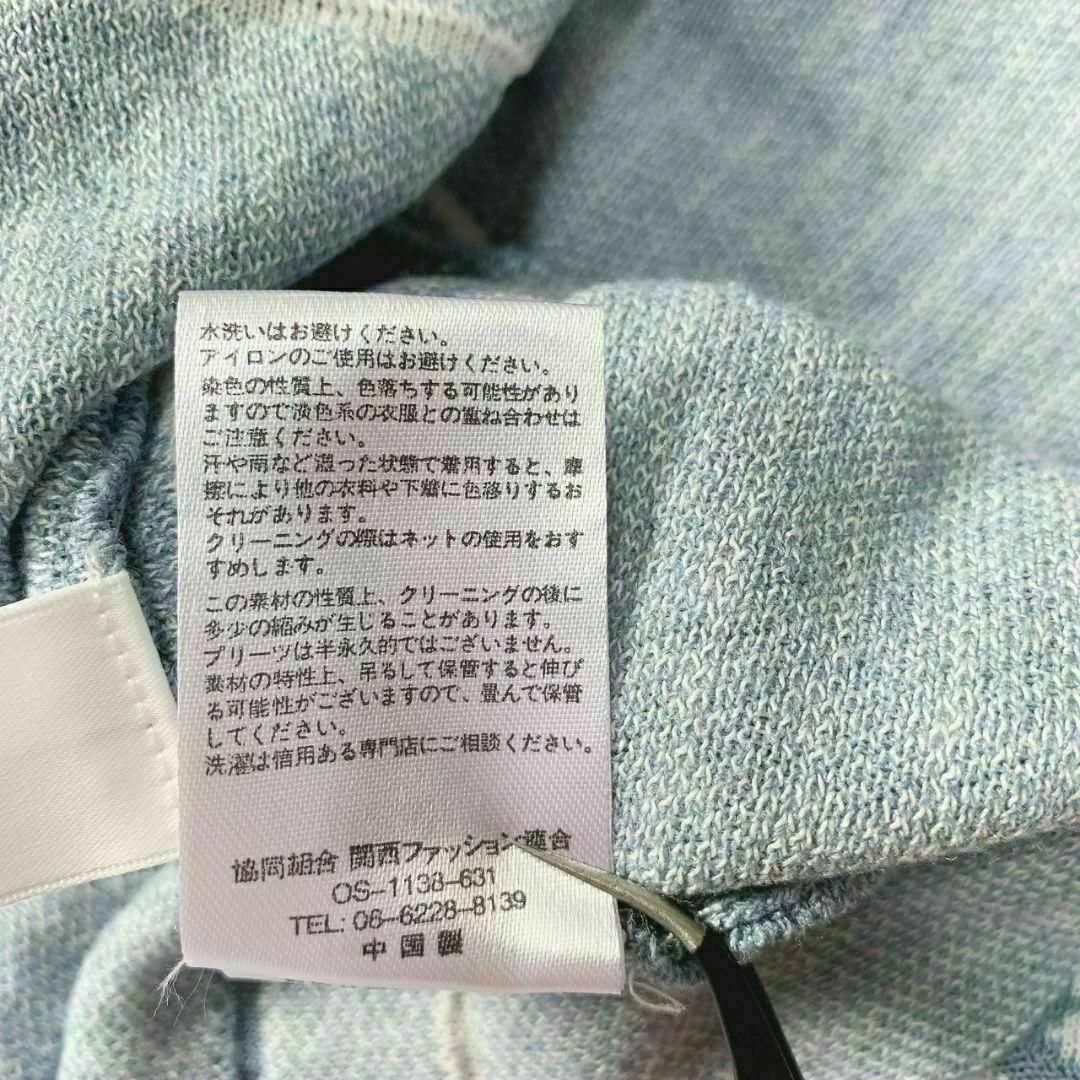 水洗いはお避けください。
アイロンのご使用はお避けください。
染色の性質上、色落ちする可能性があり
ますので淡色系の衣服との重ね合わせは
ご注意ください。
汗や雨など湿った状態で着用すると、摩
擦により他の衣料や下着に色移りするお
それがあります。
クリーニングの際はネットの使用をおす
すめします。
この素材の性質上、クリーニングの後に
多少の縮みが生じることがあります。
プリーツは半永久的ではございません。
素材の特性上、吊るして保管すると伸び
る可能性がございますので、畳んで保管
してください。
洗濯は信用ある専門店にご相談ください。
協同組合 関西ファッション連合
OS-1138-631
TEL: 06-6228-8139
中国製